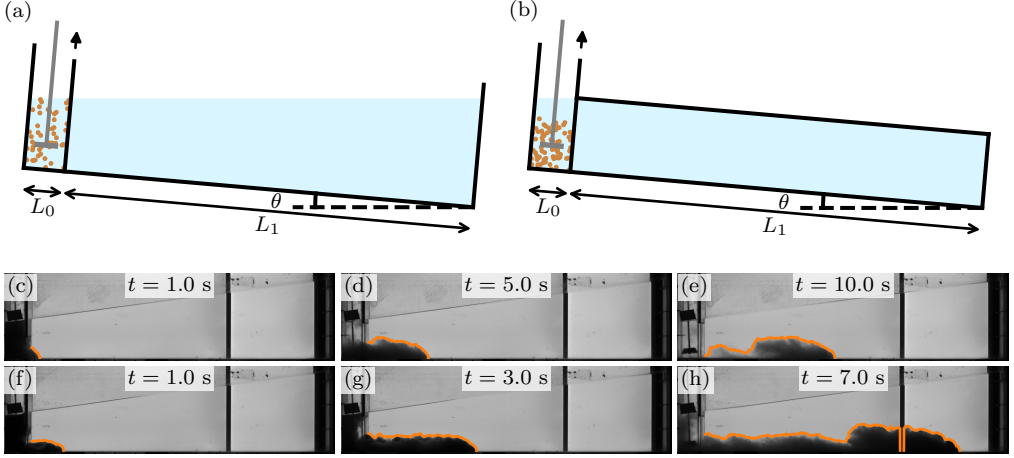 (a)
(b)
θ
θ
L₀
L₁
L₀
L₁
(c) t = 1.0 s
(d) t = 5.0 s
(e) t = 10.0 s
(f) t = 1.0 s
(g) t = 3.0 s
(h) t = 7.0 s